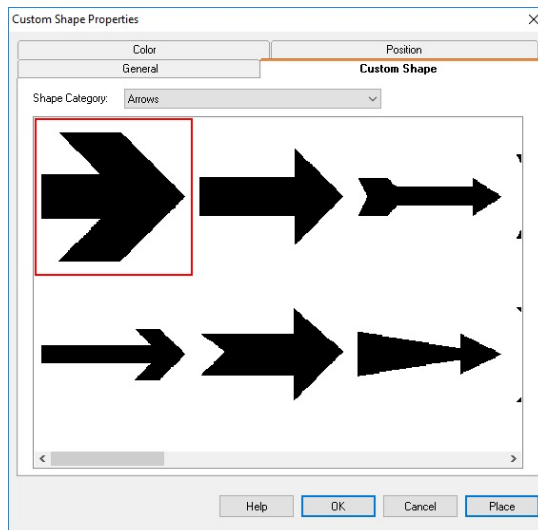 Custom Shape Properties
Color Position
General Custom Shape
Shape Category: Arrows
Help OK Cancel Place